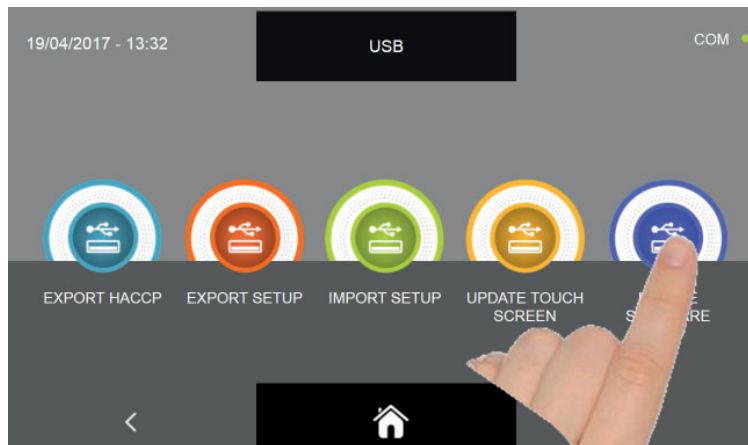 19/04/2017 - 13:32
USB
COM
EXPORT HACCP
EXPORT SETUP
IMPORT SETUP
UPDATE TOUCH
SCREEN